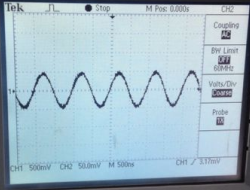 Tek Stop M Pos: 0.000s CH2
Coupling
AC
BW Limit
OFF
60MHz
Volts/Div
Coarse
Probe
1X
1
CH1 500mV CH2 50.0mV M 500ns CH1 / 3.17mV